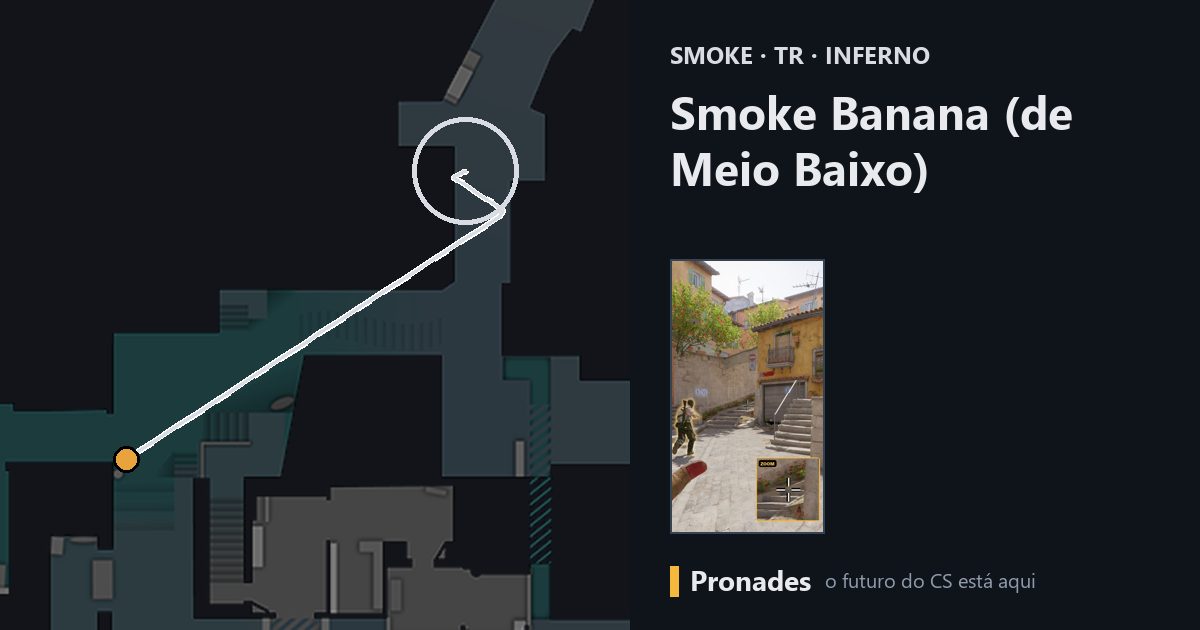 SMOKE · TR · INFERNO
Smoke Banana (de
Meio Baixo)
ZOOM
Pronades o futuro do CS está aqui